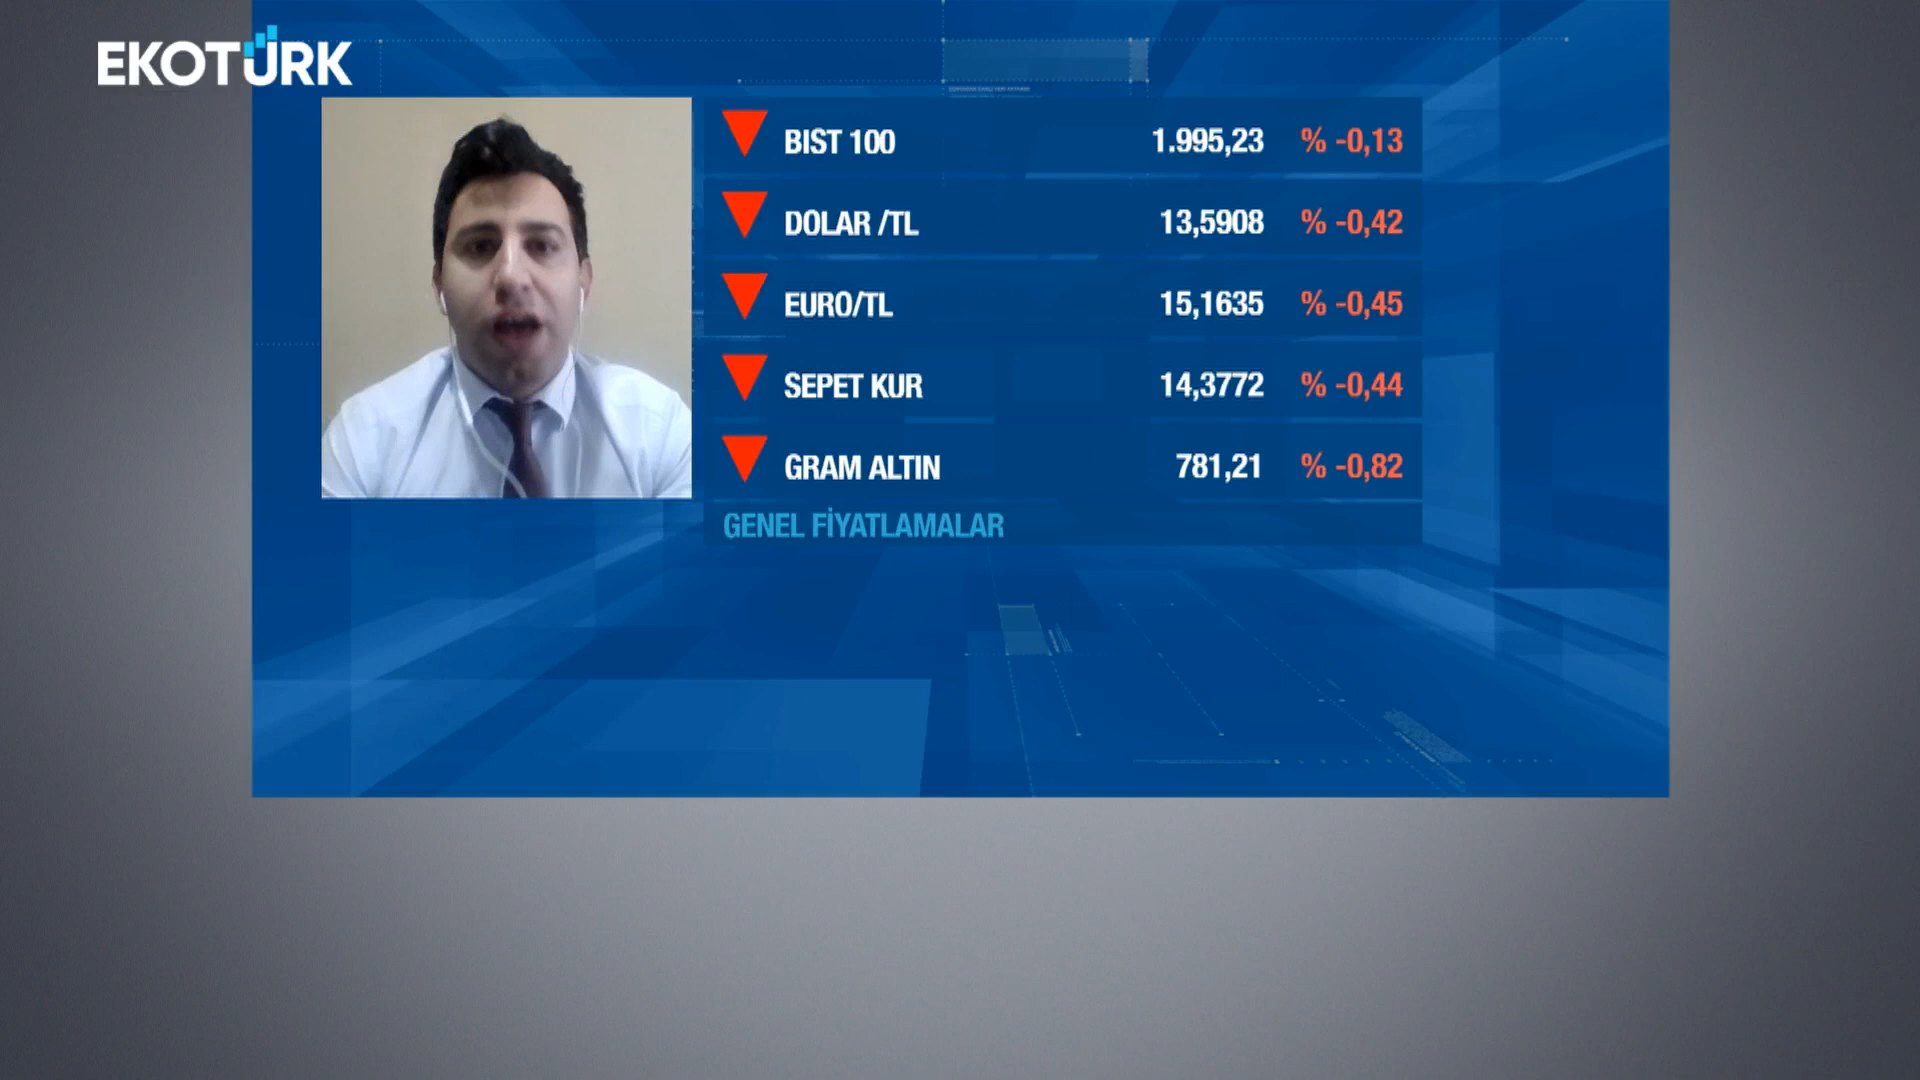 EKOTÜRK
BIST 100 1.995,23 % -0,13
DOLAR /TL 13,5908 % -0,42
EURO/TL 15,1635 % -0,45
SEPET KUR 14,3772 % -0,44
GRAM ALTIN 781,21 % -0,82
GENEL FİYATLAMALAR